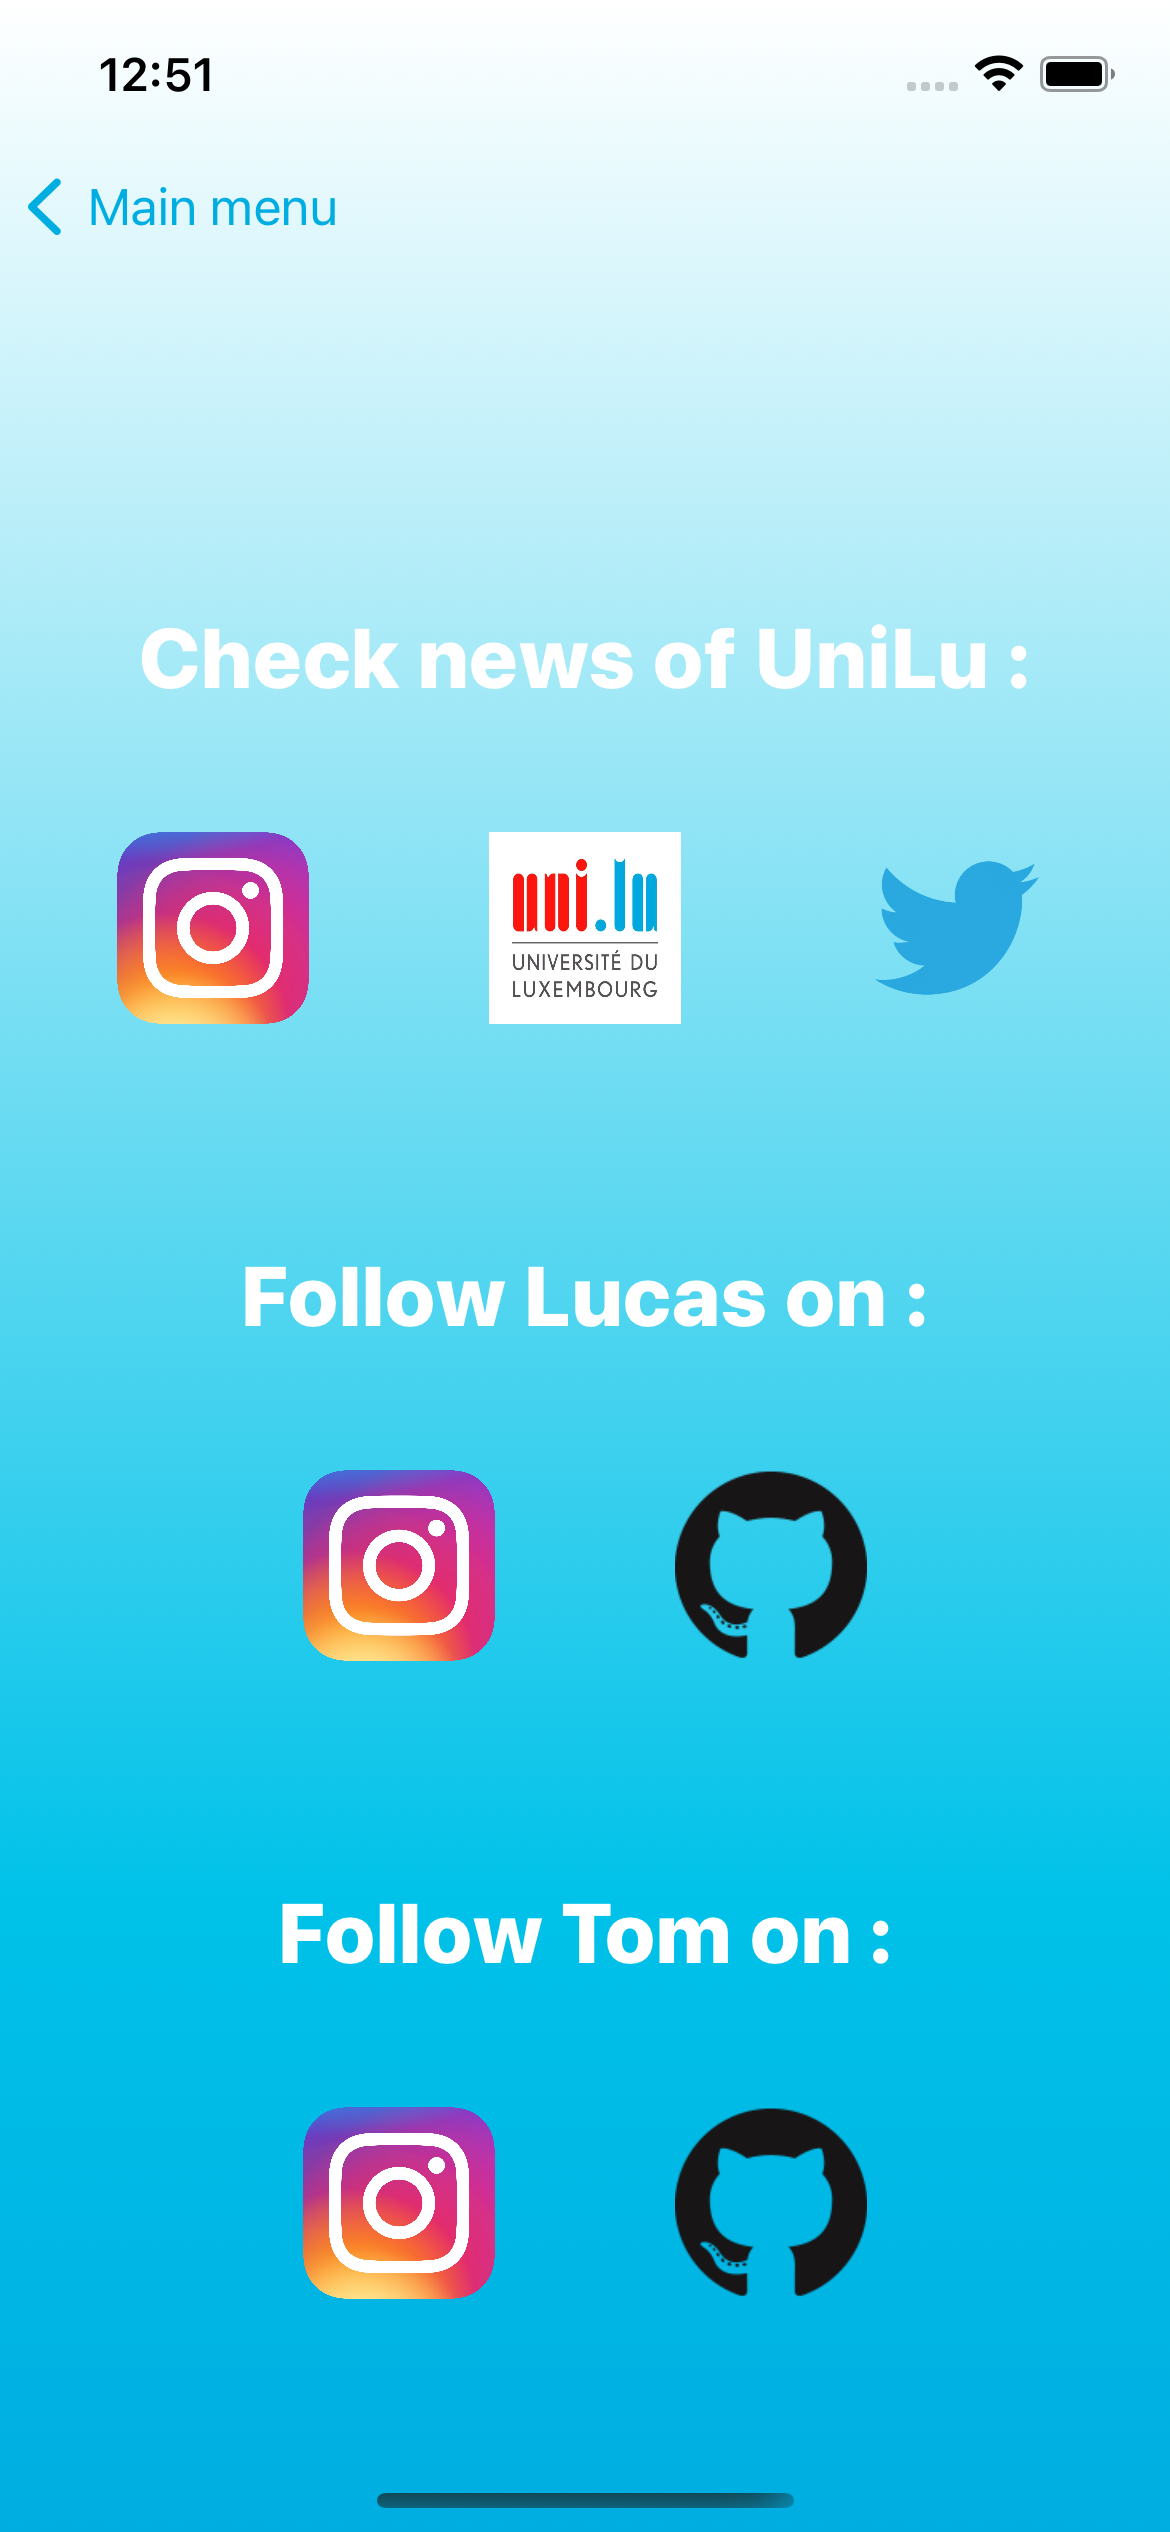 12:51
Main menu
Check news of UniLu :
uni.lu
UNIVERSITÉ DU
LUXEMBOURG
Follow Lucas on :
Follow Tom on :